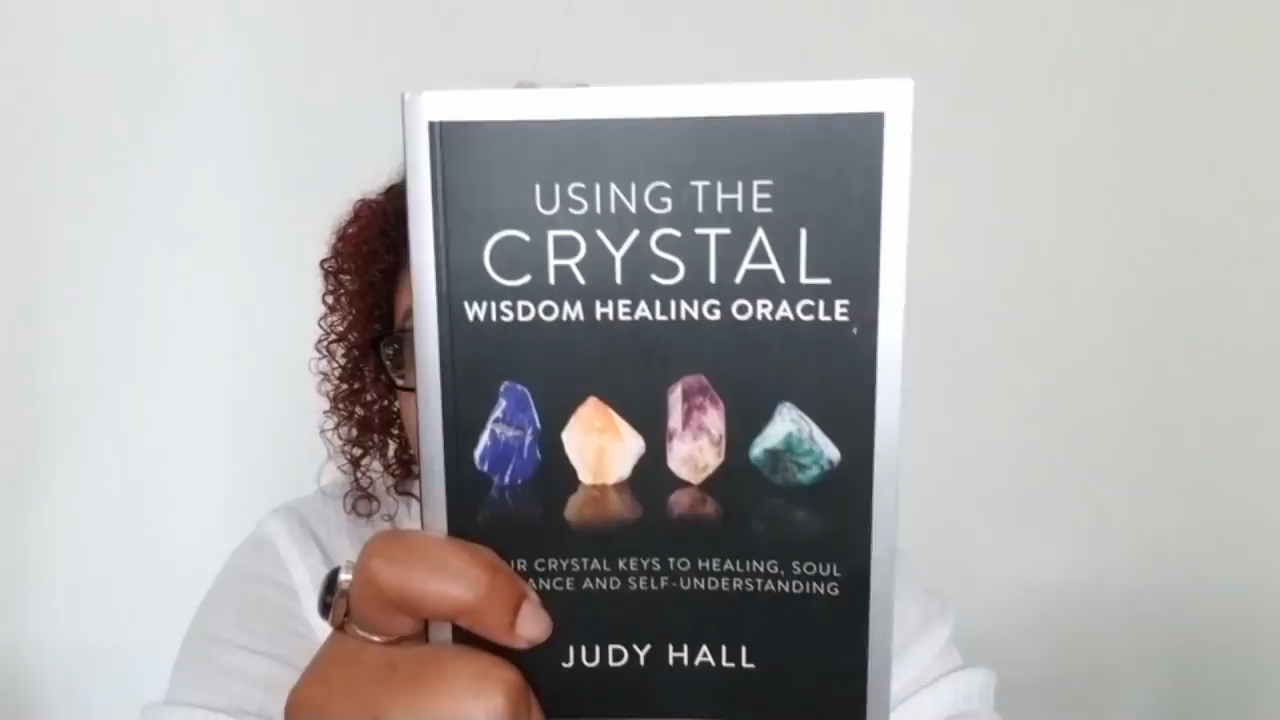 USING THE
CRYSTAL
WISDOM HEALING ORACLE
CRYSTAL KEYS TO HEALING, SOUL
AND SELF-UNDERSTANDING
JUDY HALL